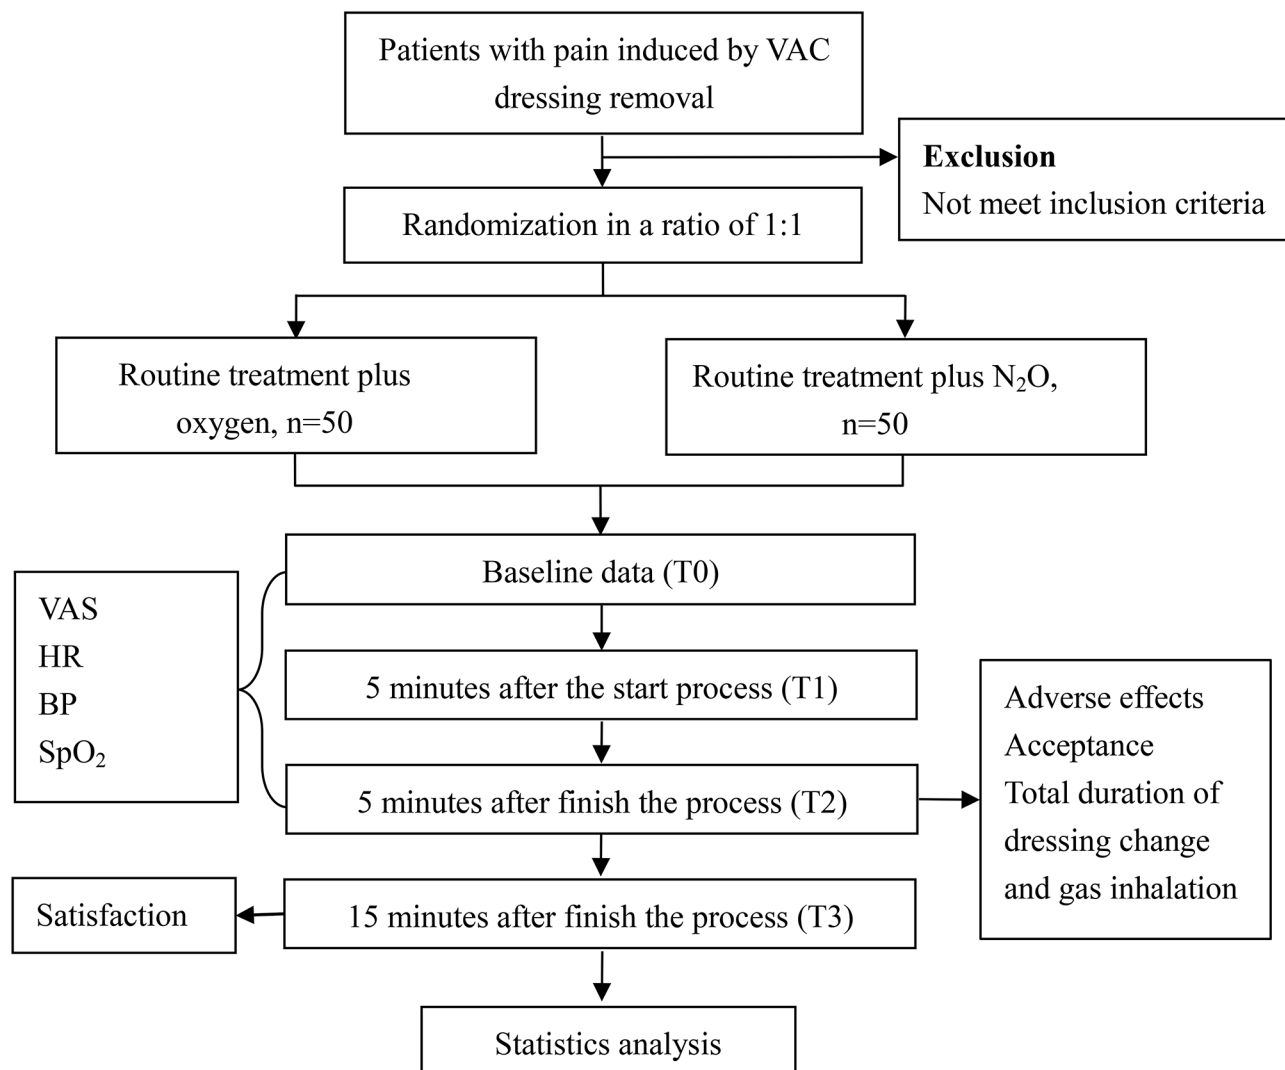 Patients with pain induced by VAC
dressing removal
Exclusion
Not meet inclusion criteria
Randomization in a ratio of 1:1
Routine treatment plus
oxygen, n=50
Routine treatment plus N₂O,
n=50
Baseline data (T0)
VAS
HR
BP
SpO₂
5 minutes after the start process (T1)
5 minutes after finish the process (T2)
Adverse effects
Acceptance
Total duration of
dressing change
and gas inhalation
Satisfaction
15 minutes after finish the process (T3)
Statistics analysis